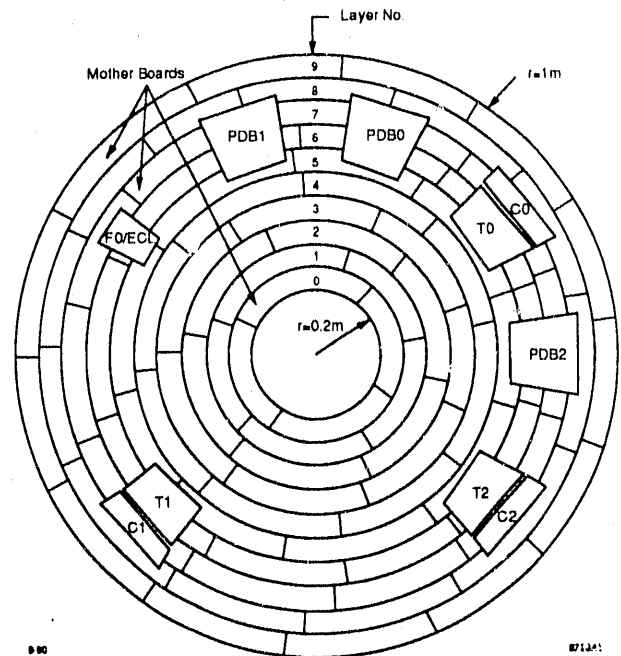 Layer No.
Mother Boards
r=1m
9
8
7
6
5
4
3
2
1
0
PDB1
PDB0
C0
T0
F0/ECL
r=0.2m
PDB2
T1
C1
T2
C2